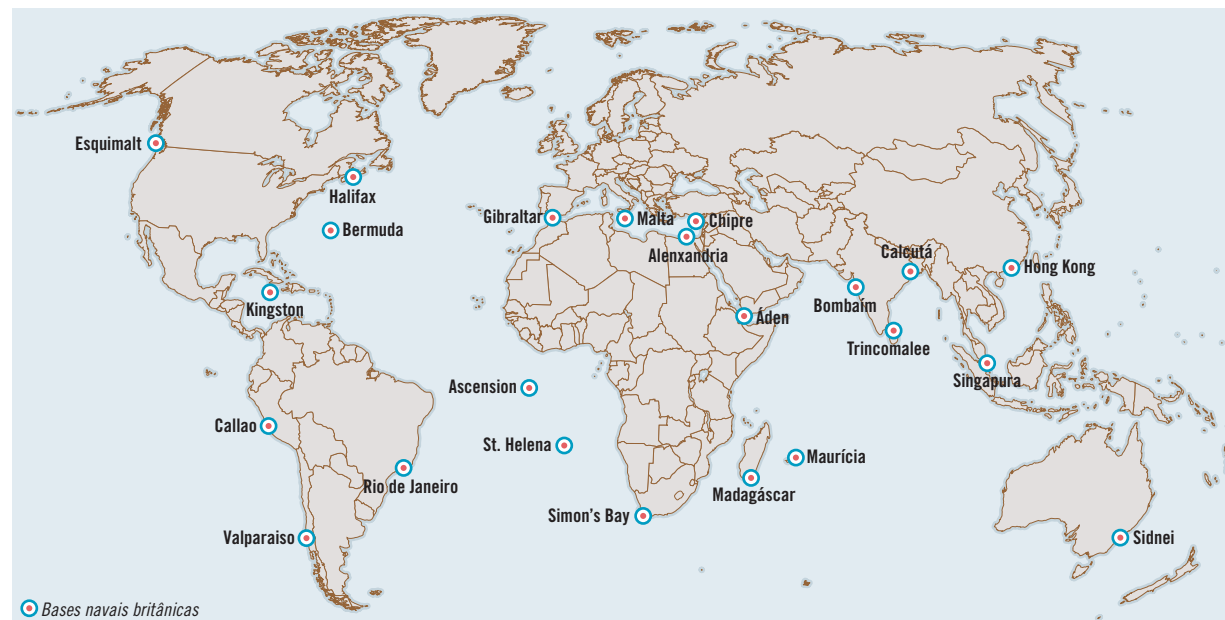 Esquimalt
Halifax
Bermuda
Gibraltar
Malta
Chipre
Alenxandria
Calcutá
Hong Kong
Kingston
Bombaím
Áden
Trincomalee
Singapura
Ascension
Callao
St. Helena
Maurícia
Rio de Janeiro
Madagáscar
Simon's Bay
Valparaiso
Sidnei
Bases navais britânicas